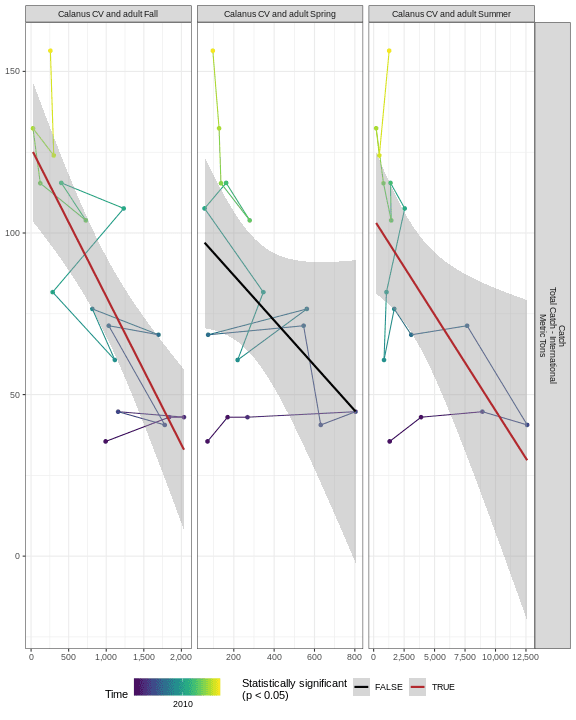 Calanus CV and adult Fall
Calanus CV and adult Spring
Calanus CV and adult Summer
150
100
50
0
0 500 1,000 1,500 2,000
200 400 600 800
0 2,500 5,000 7,500 10,000 12,500
Catch
Total Catch - International
Metric Tons
Time
2010
Statistically significant
(p < 0.05)
FALSE
TRUE